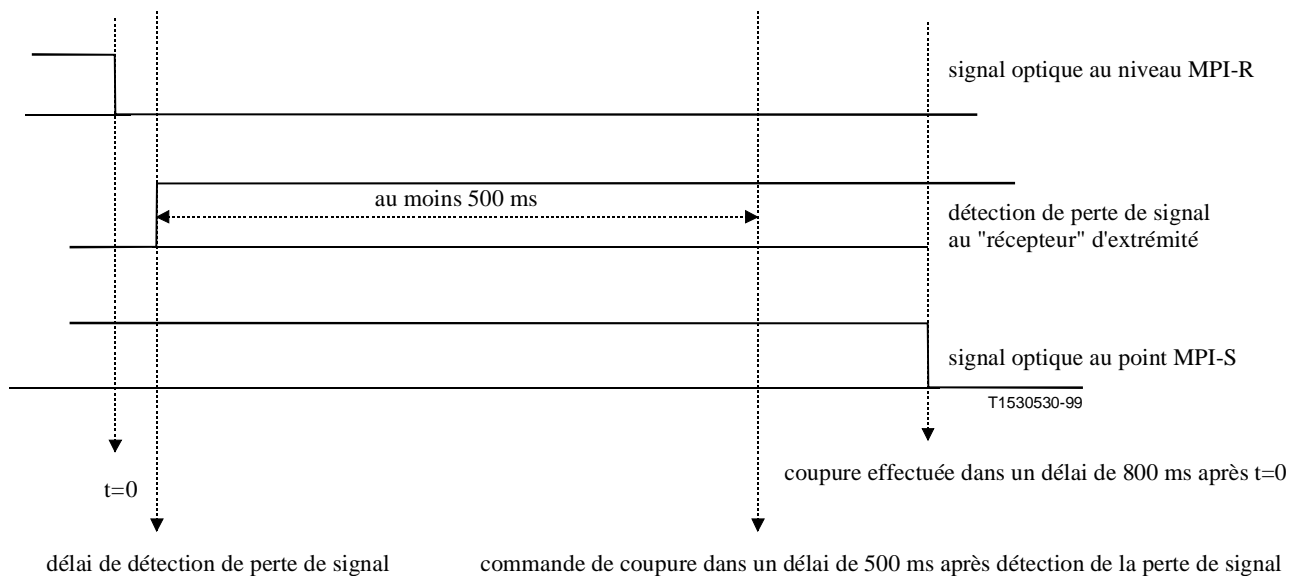 signal optique au niveau MPI-R
au moins 500 ms
détection de perte de signal
au "récepteur" d'extrémité
signal optique au point MPI-S
T1530530-99
coupure effectuée dans un délai de 800 ms après t=0
t=0
délai de détection de perte de signal
commande de coupure dans un délai de 500 ms après détection de la perte de signal